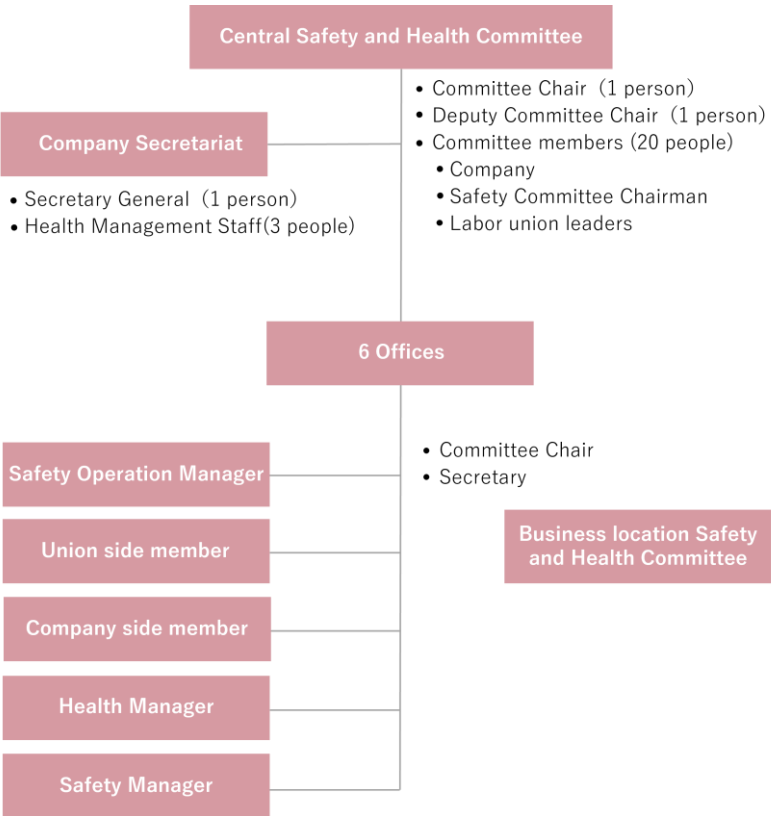 Central Safety and Health Committee
• Committee Chair（1 person）
• Deputy Committee Chair（1 person）
• Committee members (20 people)
• Company
• Safety Committee Chairman
• Labor union leaders
Company Secretariat
• Secretary General（1 person）
• Health Management Staff(3 people)
6 Offices
• Committee Chair
• Secretary
Business location Safety
and Health Committee
Safety Operation Manager
Union side member
Company side member
Health Manager
Safety Manager